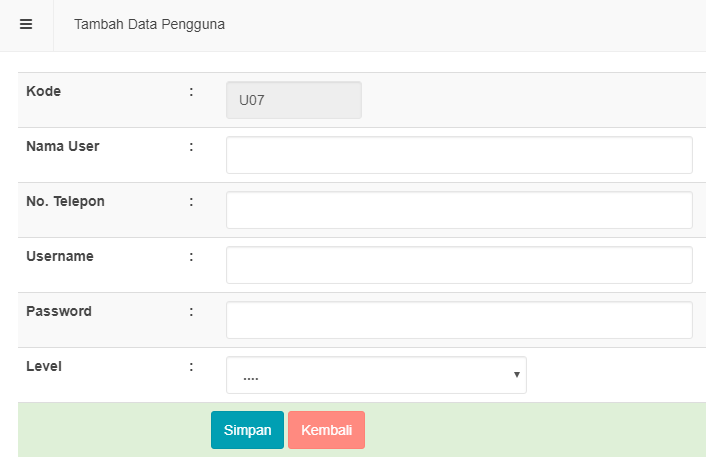 Tambah Data Pengguna
Kode : U07
Nama User :
No. Telepon :
Username :
Password :
Level : ....
Simpan Kembali